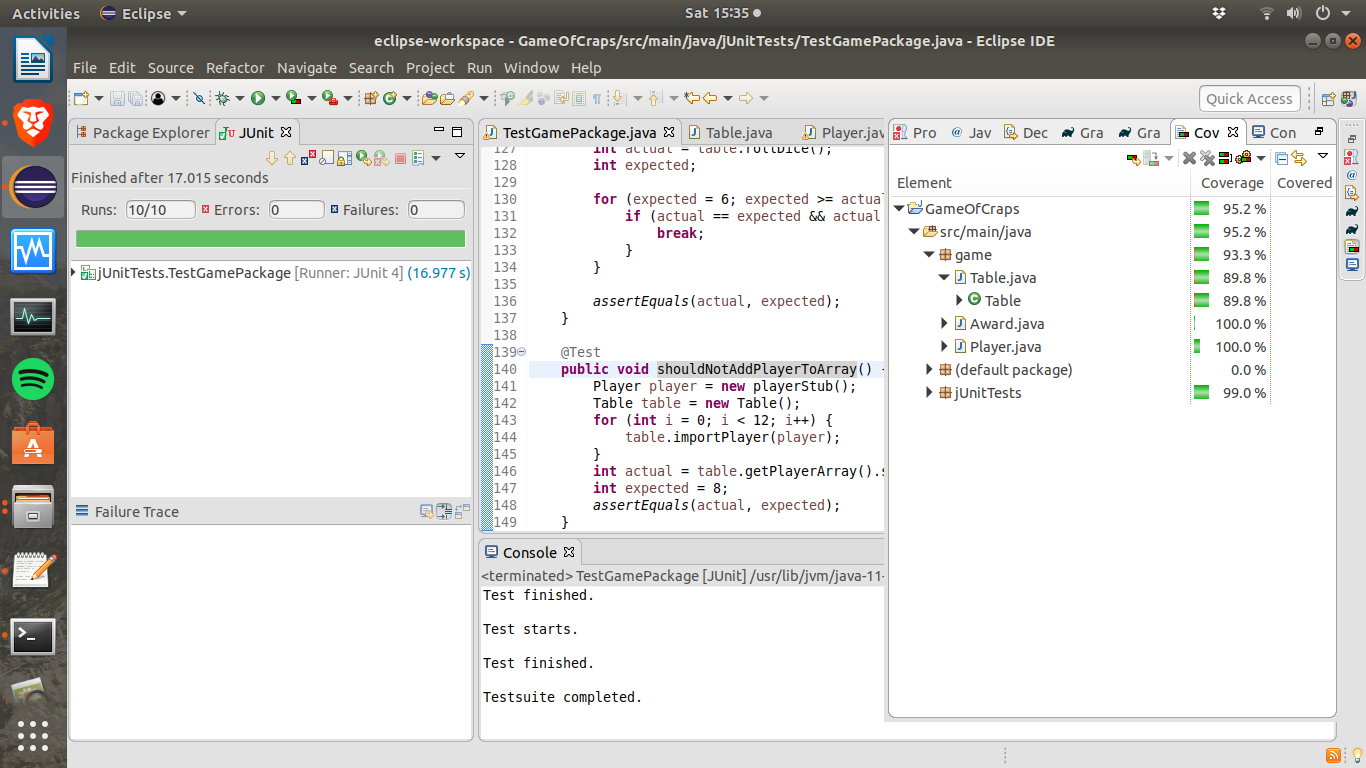 Activities Eclipse Sat 15:35
eclipse-workspace - GameOfCraps/src/main/java/jUnitTests/TestGamePackage.java - Eclipse IDE
File Edit Source Refactor Navigate Search Project Run Window Help
Quick Access
Package Explorer JUnit
Finished after 17.015 seconds
Runs: 10/10 Errors: 0 Failures: 0
jUnitTests.TestGamePackage [Runner: JUnit 4] (16.977 s)
Failure Trace
TestGamePackage.java Table.java Player.java
127 int actual = table.rollDice();
128 int expected;
129
130 for (expected = 6; expected >= actual
131 if (actual == expected && actual
132 break;
133 }
134 }
135
136 assertEquals(actual, expected);
137 }
138
139 @Test
140 public void shouldNotAddPlayerToArray()
141 Player player = new playerStub();
142 Table table = new Table();
143 for (int i = 0; i < 12; i++) {
144 table.importPlayer(player);
145 }
146 int actual = table.getPlayerArray().s
147 int expected = 8;
148 assertEquals(actual, expected);
149 }
Console
<terminated> TestGamePackage [JUnit] /usr/lib/jvm/java-11-
Test finished.
Test starts.
Test finished.
Testsuite completed.
Pro Jav Dec Gra Gra Cov Con
Element Coverage Covered
GameOfCraps 95.2 %
src/main/java 95.2 %
game 93.3 %
Table.java 89.8 %
Table 89.8 %
Award.java 100.0 %
Player.java 100.0 %
(default package) 0.0 %
jUnitTests 99.0 %